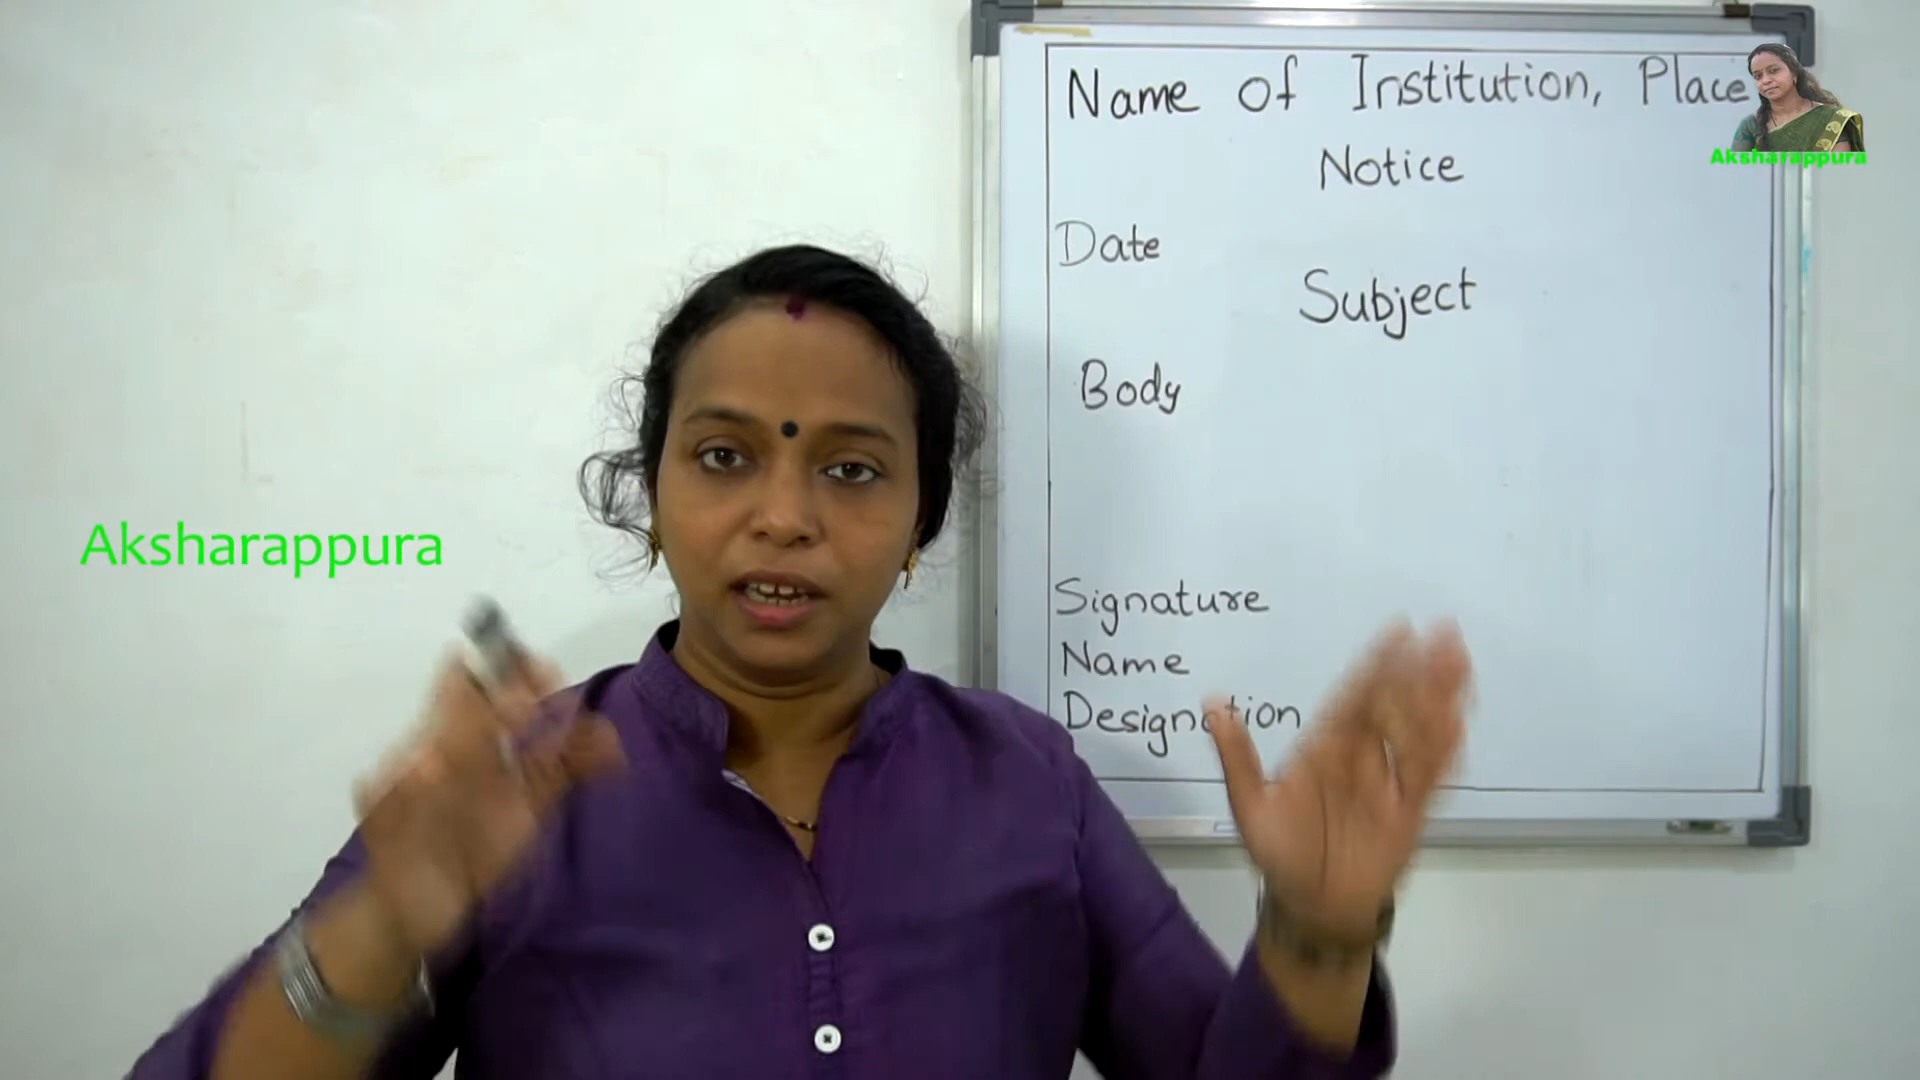 Name of Institution, Place
Aksharappura
Notice
Date
Subject
Body
Aksharappura
Signature
Name
Designation